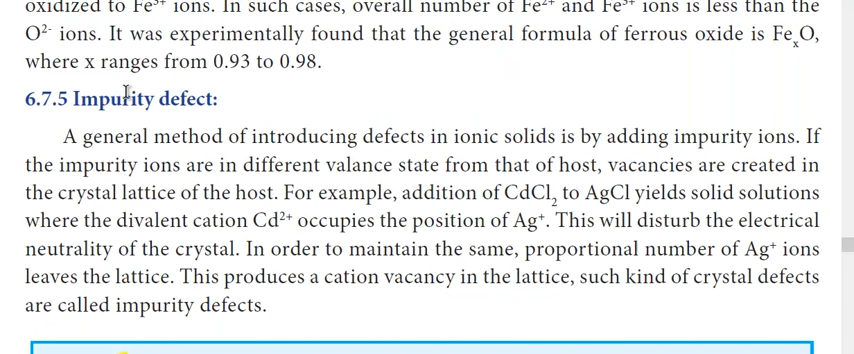 oxidized to Fe³⁺ ions. In such cases, overall number of Fe²⁺ and Fe³⁺ ions is less than the
O²⁻ ions. It was experimentally found that the general formula of ferrous oxide is FeₓO,
where x ranges from 0.93 to 0.98.
6.7.5 Impurity defect:
A general method of introducing defects in ionic solids is by adding impurity ions. If
the impurity ions are in different valance state from that of host, vacancies are created in
the crystal lattice of the host. For example, addition of CdCl₂ to AgCl yields solid solutions
where the divalent cation Cd²⁺ occupies the position of Ag⁺. This will disturb the electrical
neutrality of the crystal. In order to maintain the same, proportional number of Ag⁺ ions
leaves the lattice. This produces a cation vacancy in the lattice, such kind of crystal defects
are called impurity defects.